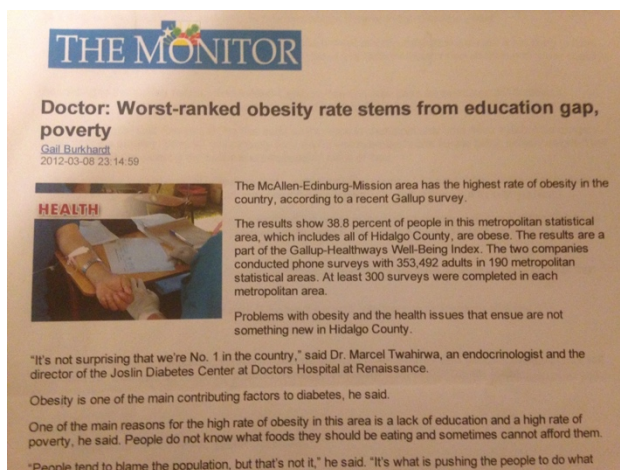 THE MONITOR
Doctor: Worst-ranked obesity rate stems from education gap,
poverty
Gail Burkhardt
2012-03-08 23:14:59
HEALTH
The McAllen-Edinburg-Mission area has the highest rate of obesity in the
country, according to a recent Gallup survey.
The results show 38.8 percent of people in this metropolitan statistical
area, which includes all of Hidalgo County, are obese. The results are a
part of the Gallup-Healthways Well-Being Index. The two companies
conducted phone surveys with 353,492 adults in 190 metropolitan
statistical areas. At least 300 surveys were completed in each
metropolitan area.
Problems with obesity and the health issues that ensue are not
something new in Hidalgo County.
“It's not surprising that we're No. 1 in the country,” said Dr. Marcel Twahirwa, an endocrinologist and the
director of the Joslin Diabetes Center at Doctors Hospital at Renaissance.
Obesity is one of the main contributing factors to diabetes, he said.
One of the main reasons for the high rate of obesity in this area is a lack of education and a high rate of
poverty, he said. People do not know what foods they should be eating and sometimes cannot afford them.
“People tend to blame the population, but that's not it,” he said. “It's what is pushing the people to do what